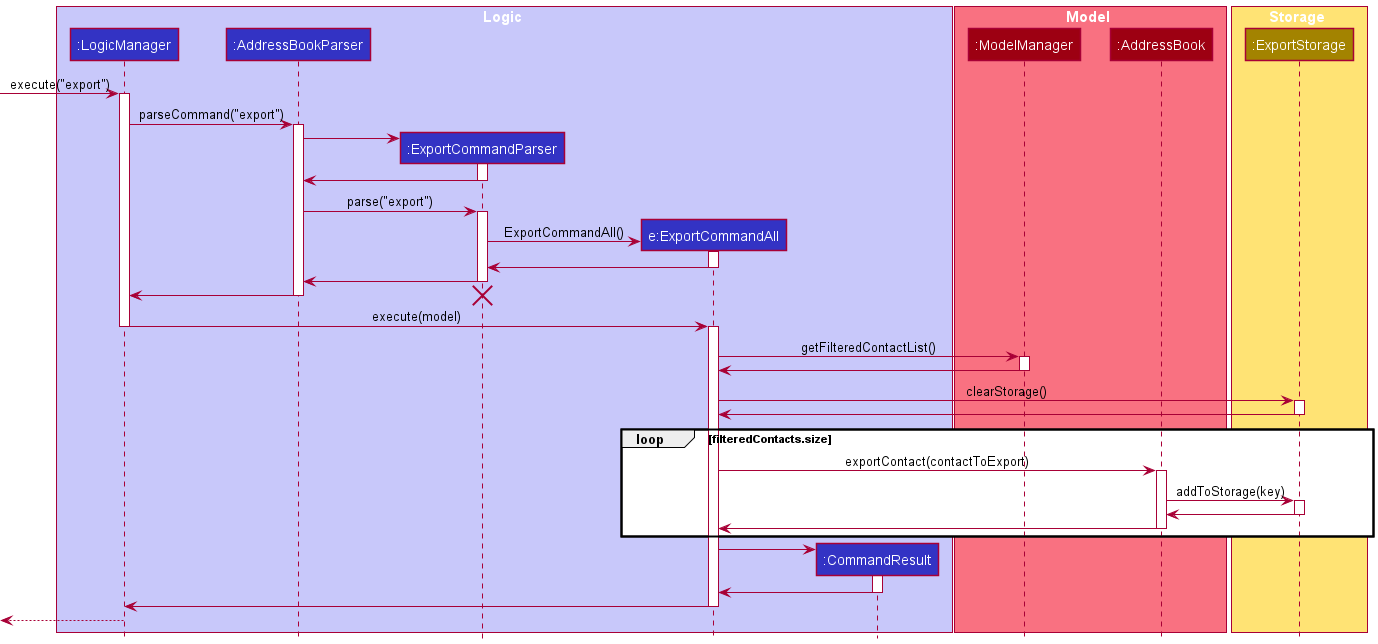 Logic
Model
Storage
:LogicManager
:AddressBookParser
:ModelManager
:AddressBook
:ExportStorage
execute("export")
parseCommand("export")
:ExportCommandParser
parse("export")
ExportCommandAll()
e:ExportCommandAll
execute(model)
getFilteredContactList()
clearStorage()
loop
[filteredContacts.size]
exportContact(contactToExport)
addToStorage(key)
:CommandResult